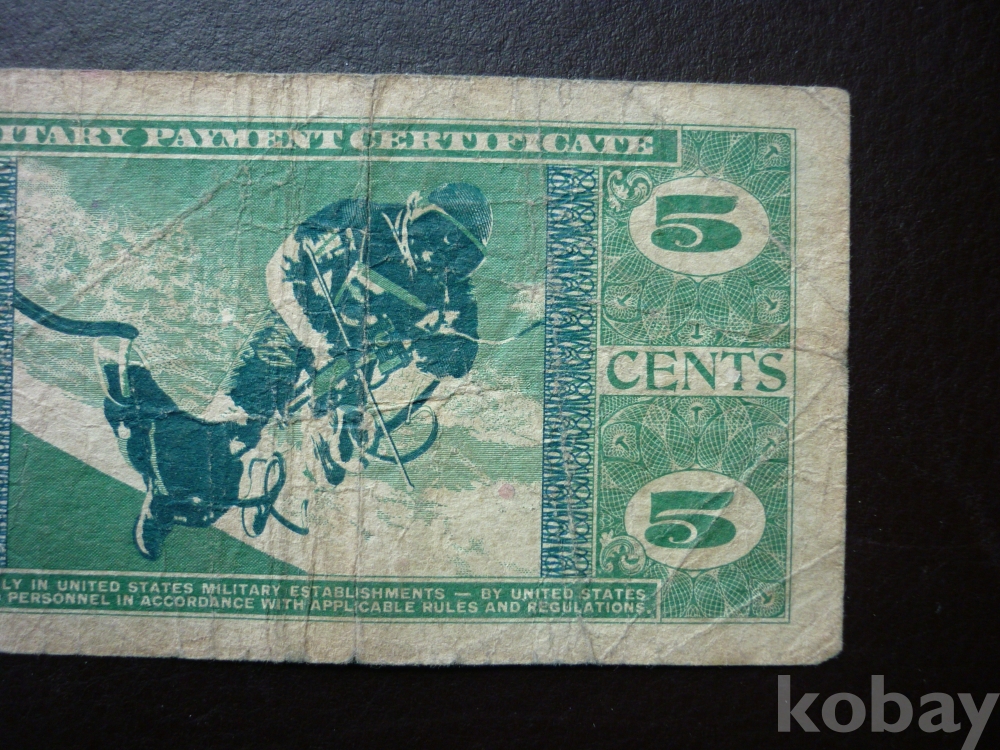 ITARY PAYMENT CERTIFICATE
5
CENTS
5
LY IN UNITED STATES MILITARY ESTABLISHMENTS — BY UNITED STATES
PERSONNEL IN ACCORDANCE WITH APPLICABLE RULES AND REGULATIONS.
kobay